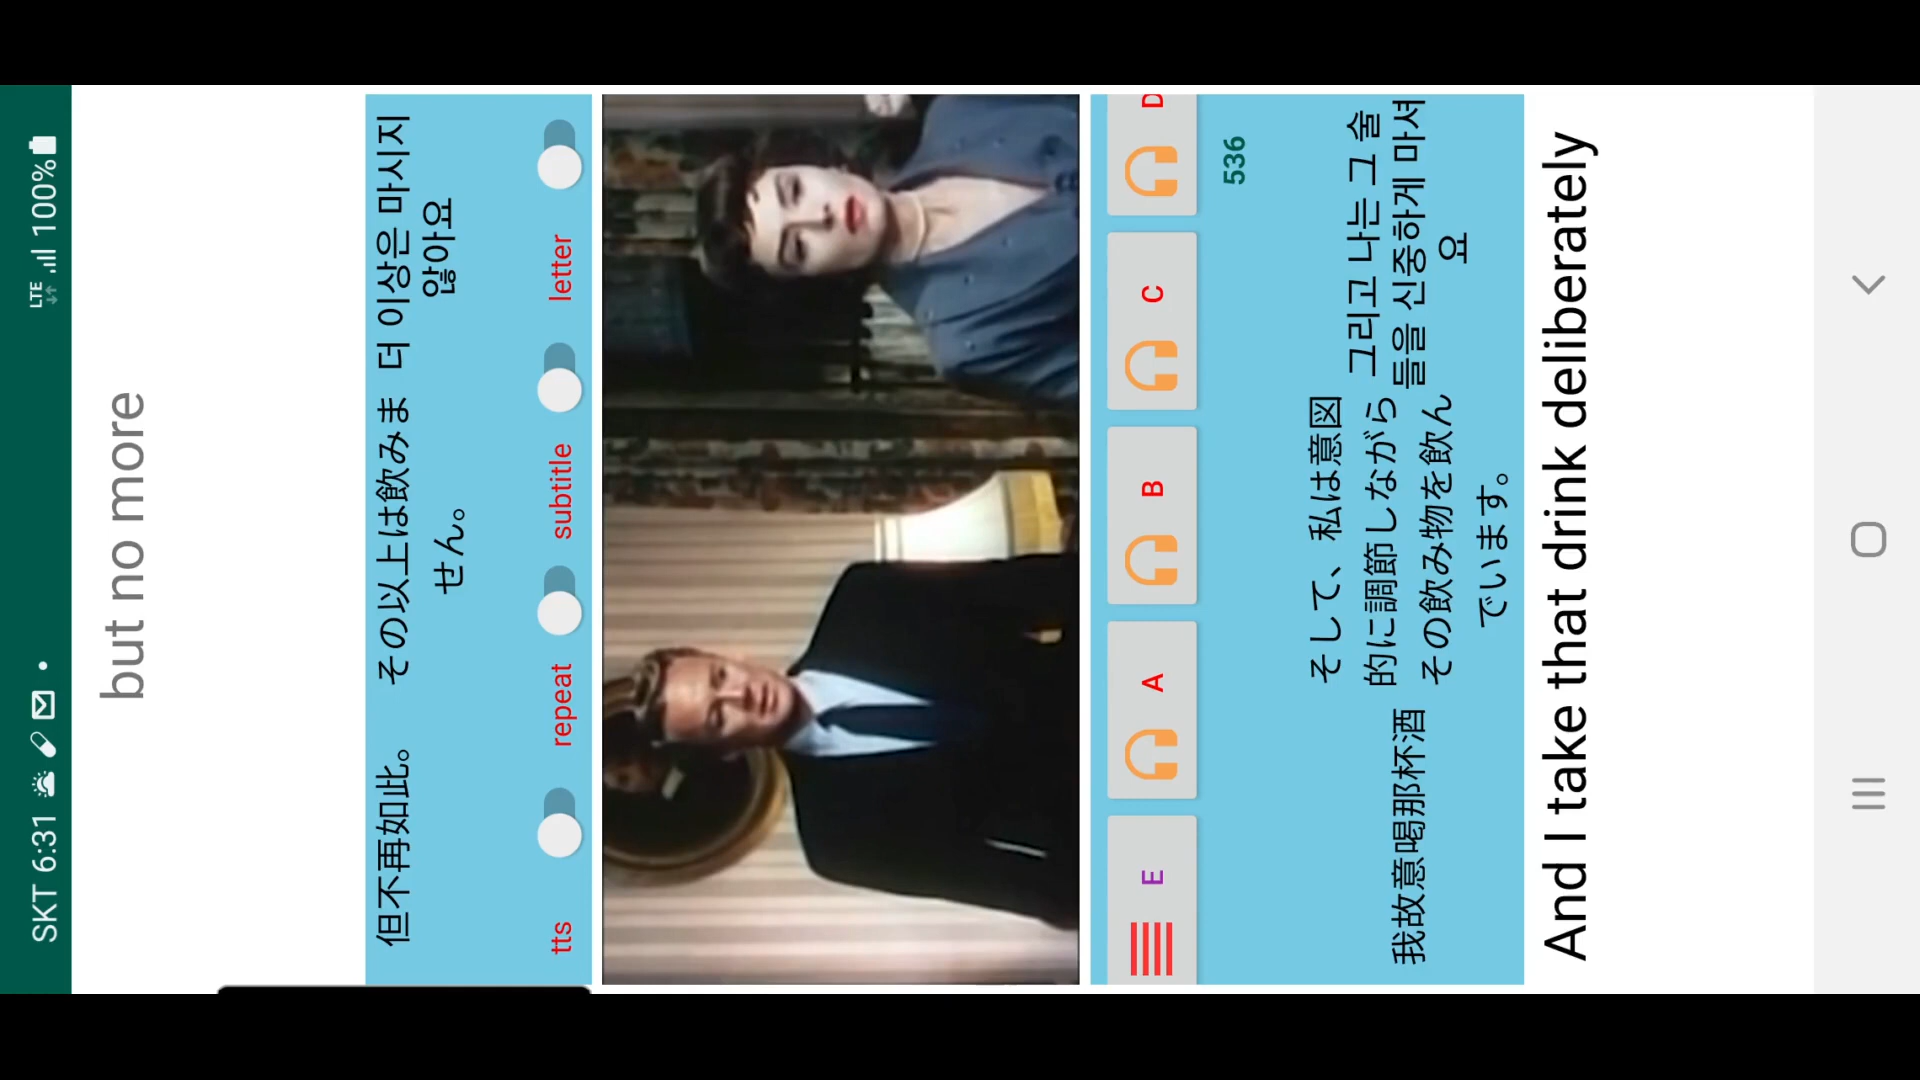 SKT 6:31 LTE 100%
but no more
但不再如此。
その以上は飲みま
せん。
더 이상은 마시지
않아요
tts repeat subtitle letter
E A B C D
536
我故意喝那杯酒
そして、私は意図
的に調節しながら
その飲み物を飲ん
でいます。
그리고 나는 그 술
들을 신중하게 마셔
요
And I take that drink deliberately